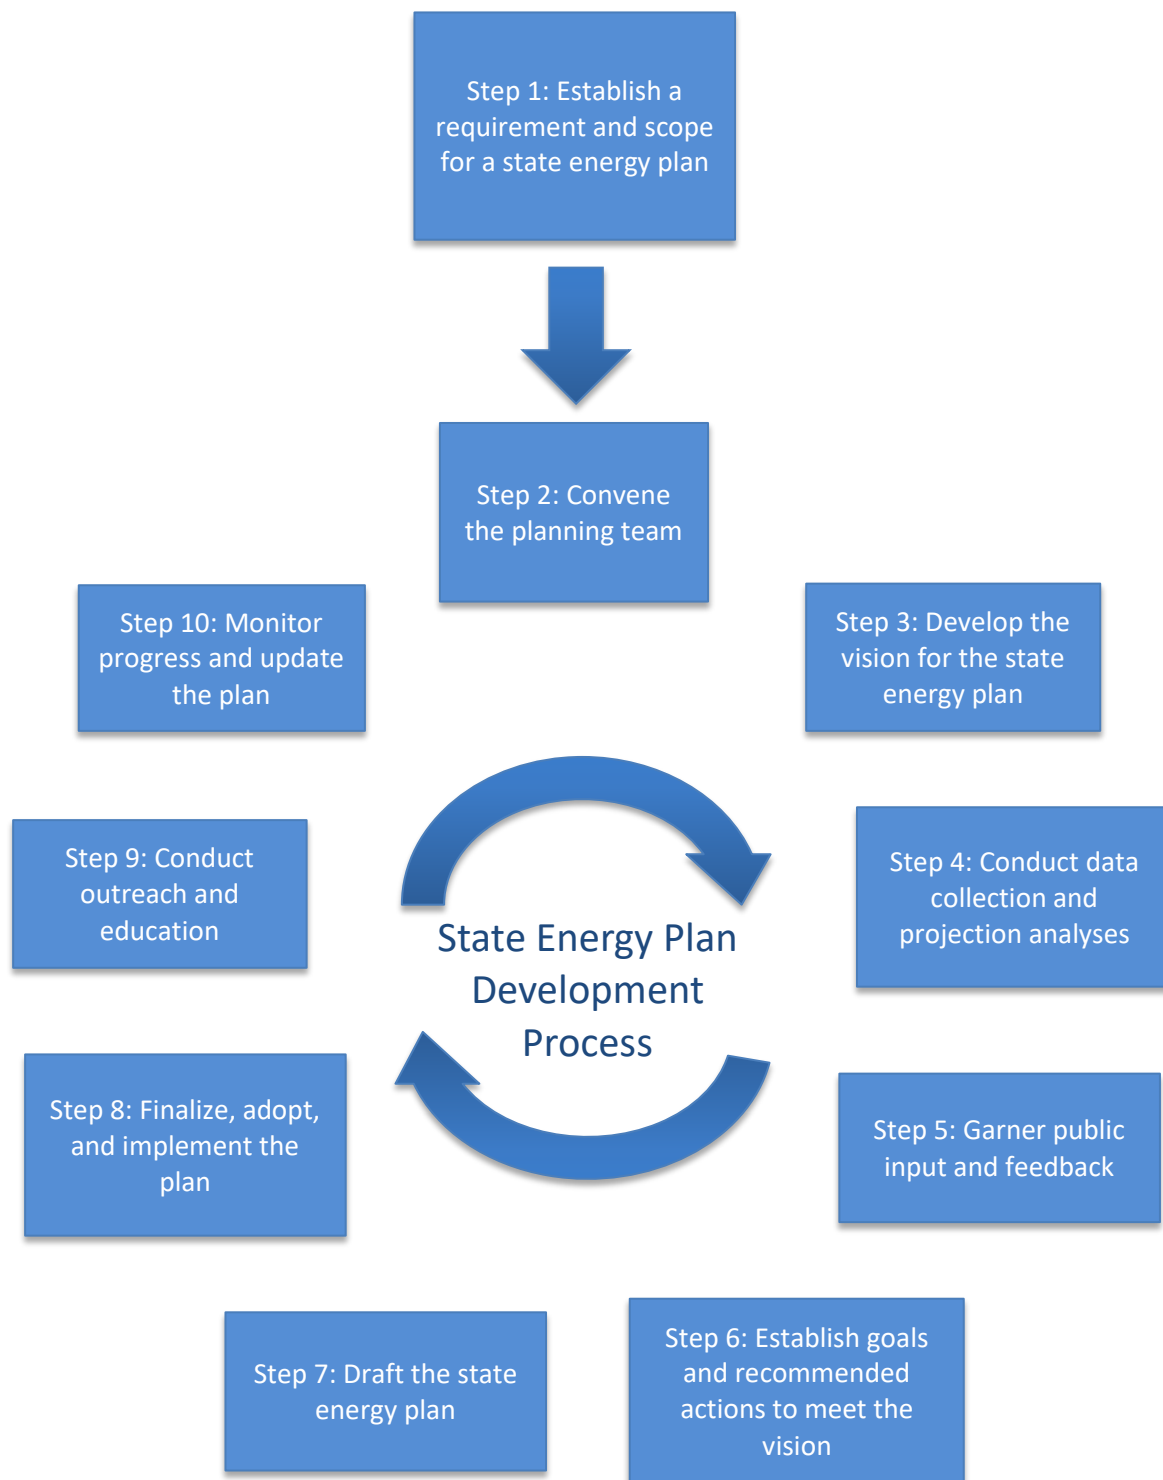 Step 1: Establish a
requirement and scope
for a state energy plan
Step 2: Convene
the planning team
Step 3: Develop the
vision for the state
energy plan
Step 4: Conduct data
collection and
projection analyses
Step 5: Garner public
input and feedback
Step 6: Establish goals
and recommended
actions to meet the
vision
Step 7: Draft the state
energy plan
Step 8: Finalize, adopt,
and implement the
plan
Step 9: Conduct
outreach and
education
Step 10: Monitor
progress and update
the plan
State Energy Plan
Development
Process